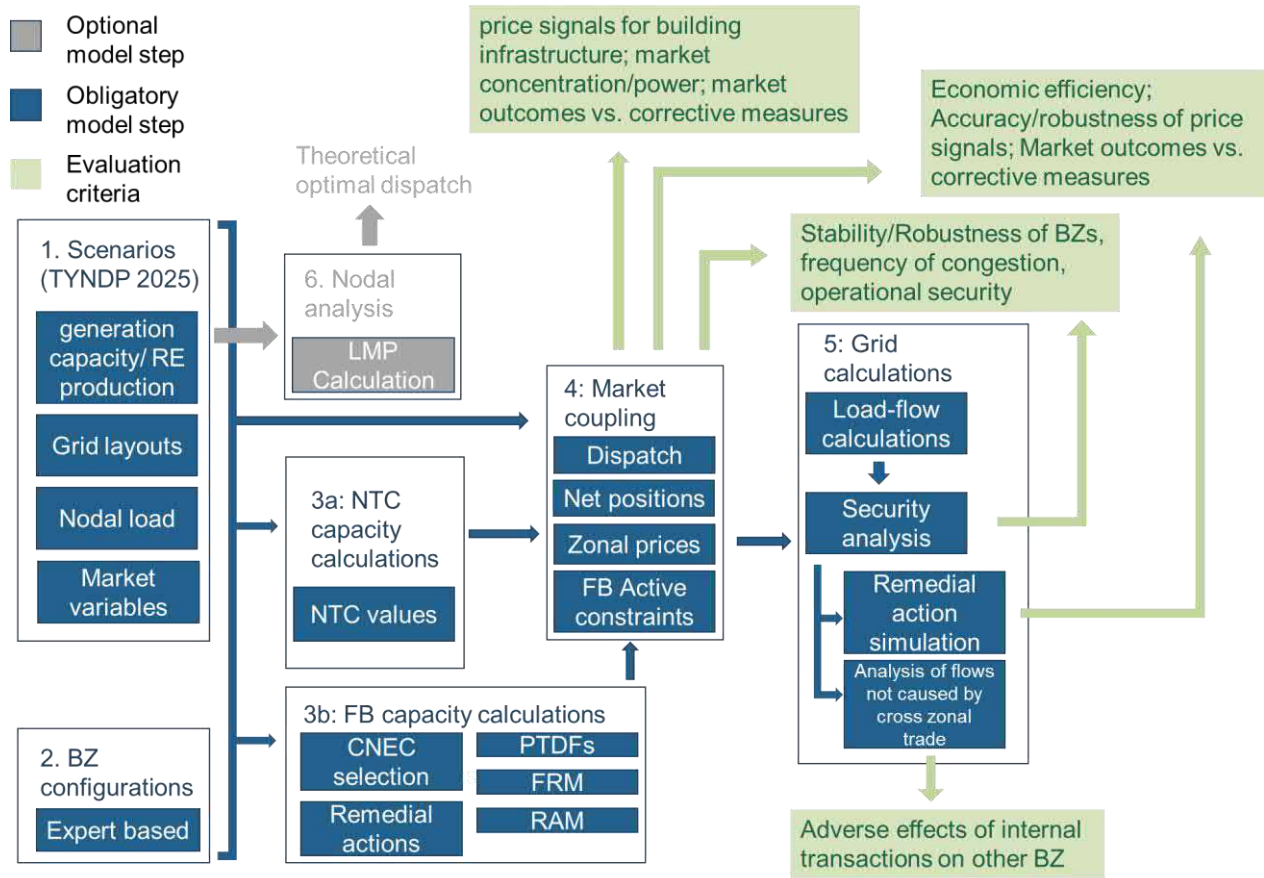 Optional
model step
Obligatory
model step
Evaluation
criteria
price signals for building
infrastructure; market
concentration/power; market
outcomes vs. corrective measures
Economic efficiency;
Accuracy/robustness of price
signals; Market outcomes vs.
corrective measures
Theoretical
optimal dispatch
Stability/Robustness of BZs,
frequency of congestion,
operational security
1. Scenarios
(TYNDP 2025)
generation
capacity/ RE
production
Grid layouts
Nodal load
Market
variables
6. Nodal
analysis
LMP
Calculation
2. BZ
configurations
Expert based
3a: NTC
capacity
calculations
NTC values
3b: FB capacity calculations
CNEC
selection
Remedial
actions
PTDFs
FRM
RAM
4: Market
coupling
Dispatch
Net positions
Zonal prices
FB Active
constraints
5: Grid
calculations
Load-flow
calculations
Security
analysis
Remedial
action
simulation
Analysis of flows
not caused by
cross zonal
trade
Adverse effects of internal
transactions on other BZ